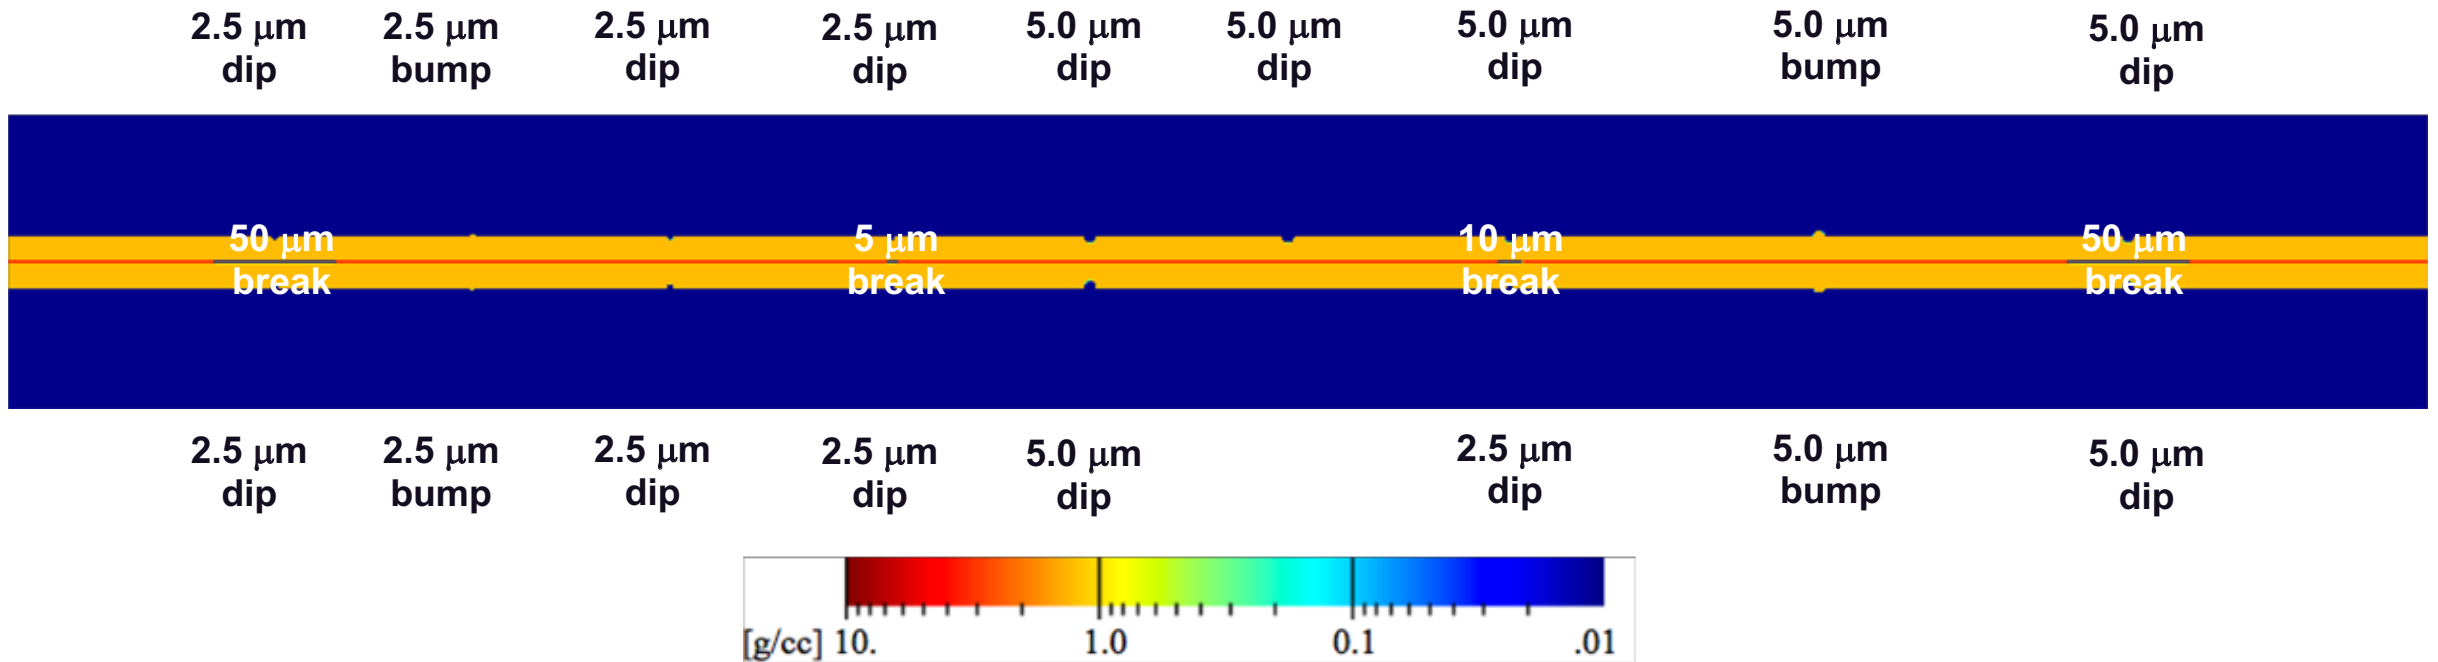 2.5 μm 2.5 μm 2.5 μm 2.5 μm 5.0 μm 5.0 μm 5.0 μm 5.0 μm 5.0 μm
dip bump dip dip dip dip dip bump dip
50 μm 5 μm 10 μm 50 μm
break break break break
2.5 μm 2.5 μm 2.5 μm 2.5 μm 5.0 μm 2.5 μm 5.0 μm 5.0 μm
dip bump dip dip dip dip bump dip
[g/cc] 10. 1.0 0.1 .01